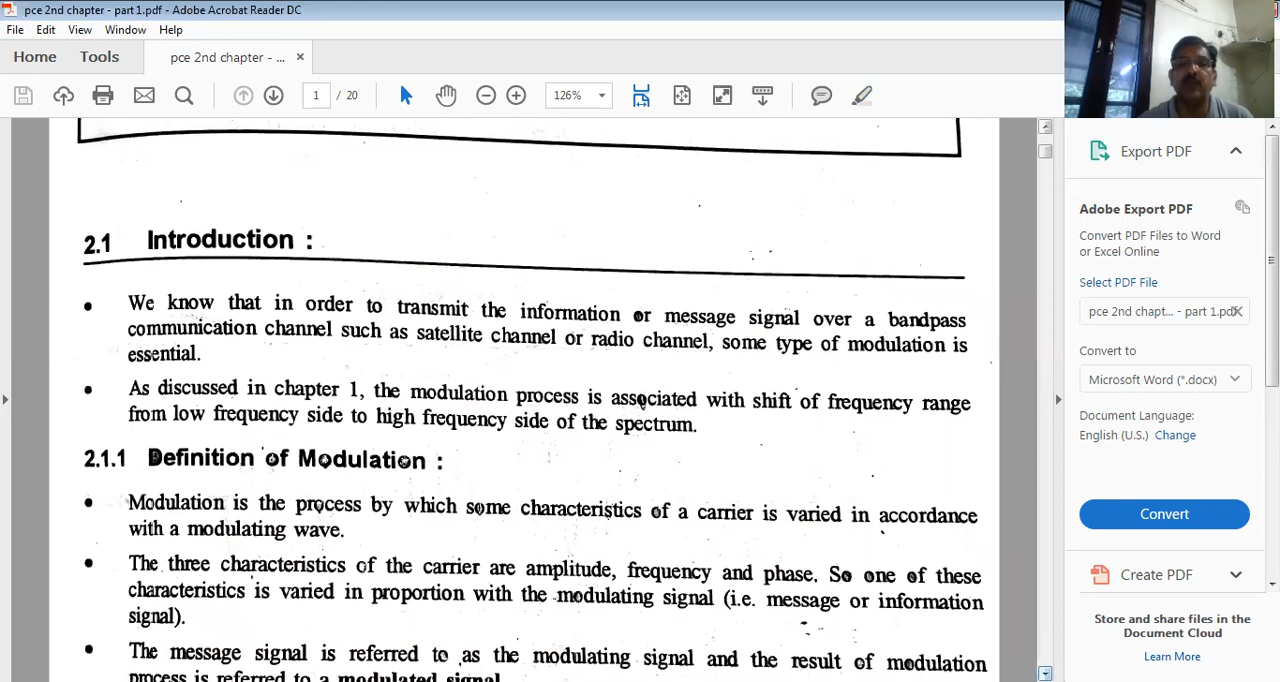 pce 2nd chapter - part 1.pdf - Adobe Acrobat Reader DC
File Edit View Window Help
Home Tools pce 2nd chapter - ... ×
1 / 20 126%
2.1 Introduction :
• We know that in order to transmit the information or message signal over a bandpass
communication channel such as satellite channel or radio channel, some type of modulation is
essential.
• As discussed in chapter 1, the modulation process is associated with shift of frequency range
from low frequency side to high frequency side of the spectrum.
2.1.1 Definition of Modulation :
• Modulation is the process by which some characteristics of a carrier is varied in accordance
with a modulating wave.
• The three characteristics of the carrier are amplitude, frequency and phase. So one of these
characteristics is varied in proportion with the modulating signal (i.e. message or information
signal).
• The message signal is referred to as the modulating signal and the result of modulation
process is referred to a modulated signal.
Export PDF
Adobe Export PDF
Convert PDF Files to Word
or Excel Online
Select PDF File
pce 2nd chapt... - part 1.pdf
Convert to
Microsoft Word (*.docx)
Document Language:
English (U.S.) Change
Convert
Create PDF
Store and share files in the
Document Cloud
Learn More